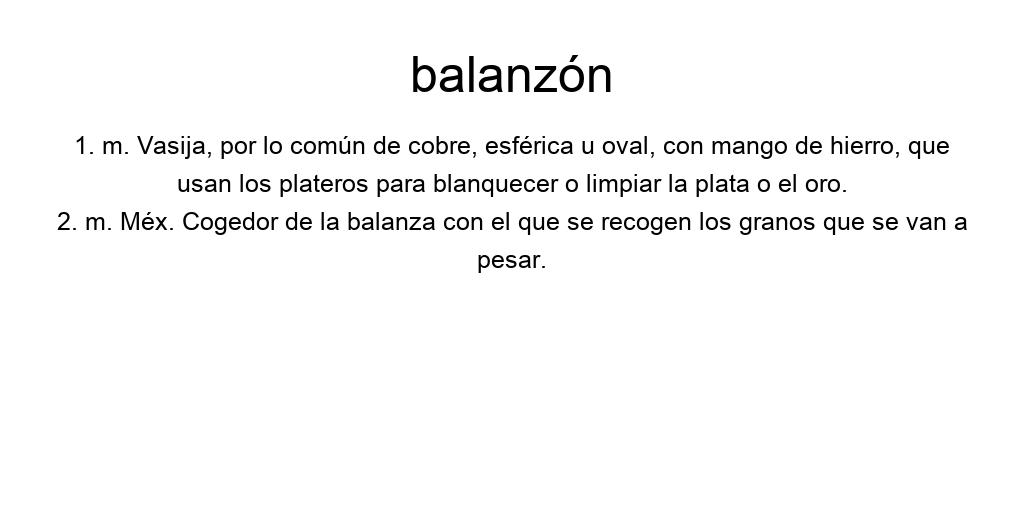 balanzón
1. m. Vasija, por lo común de cobre, esférica u oval, con mango de hierro, que
usan los plateros para blanquecer o limpiar la plata o el oro.
2. m. Méx. Cogedor de la balanza con el que se recogen los granos que se van a
pesar.